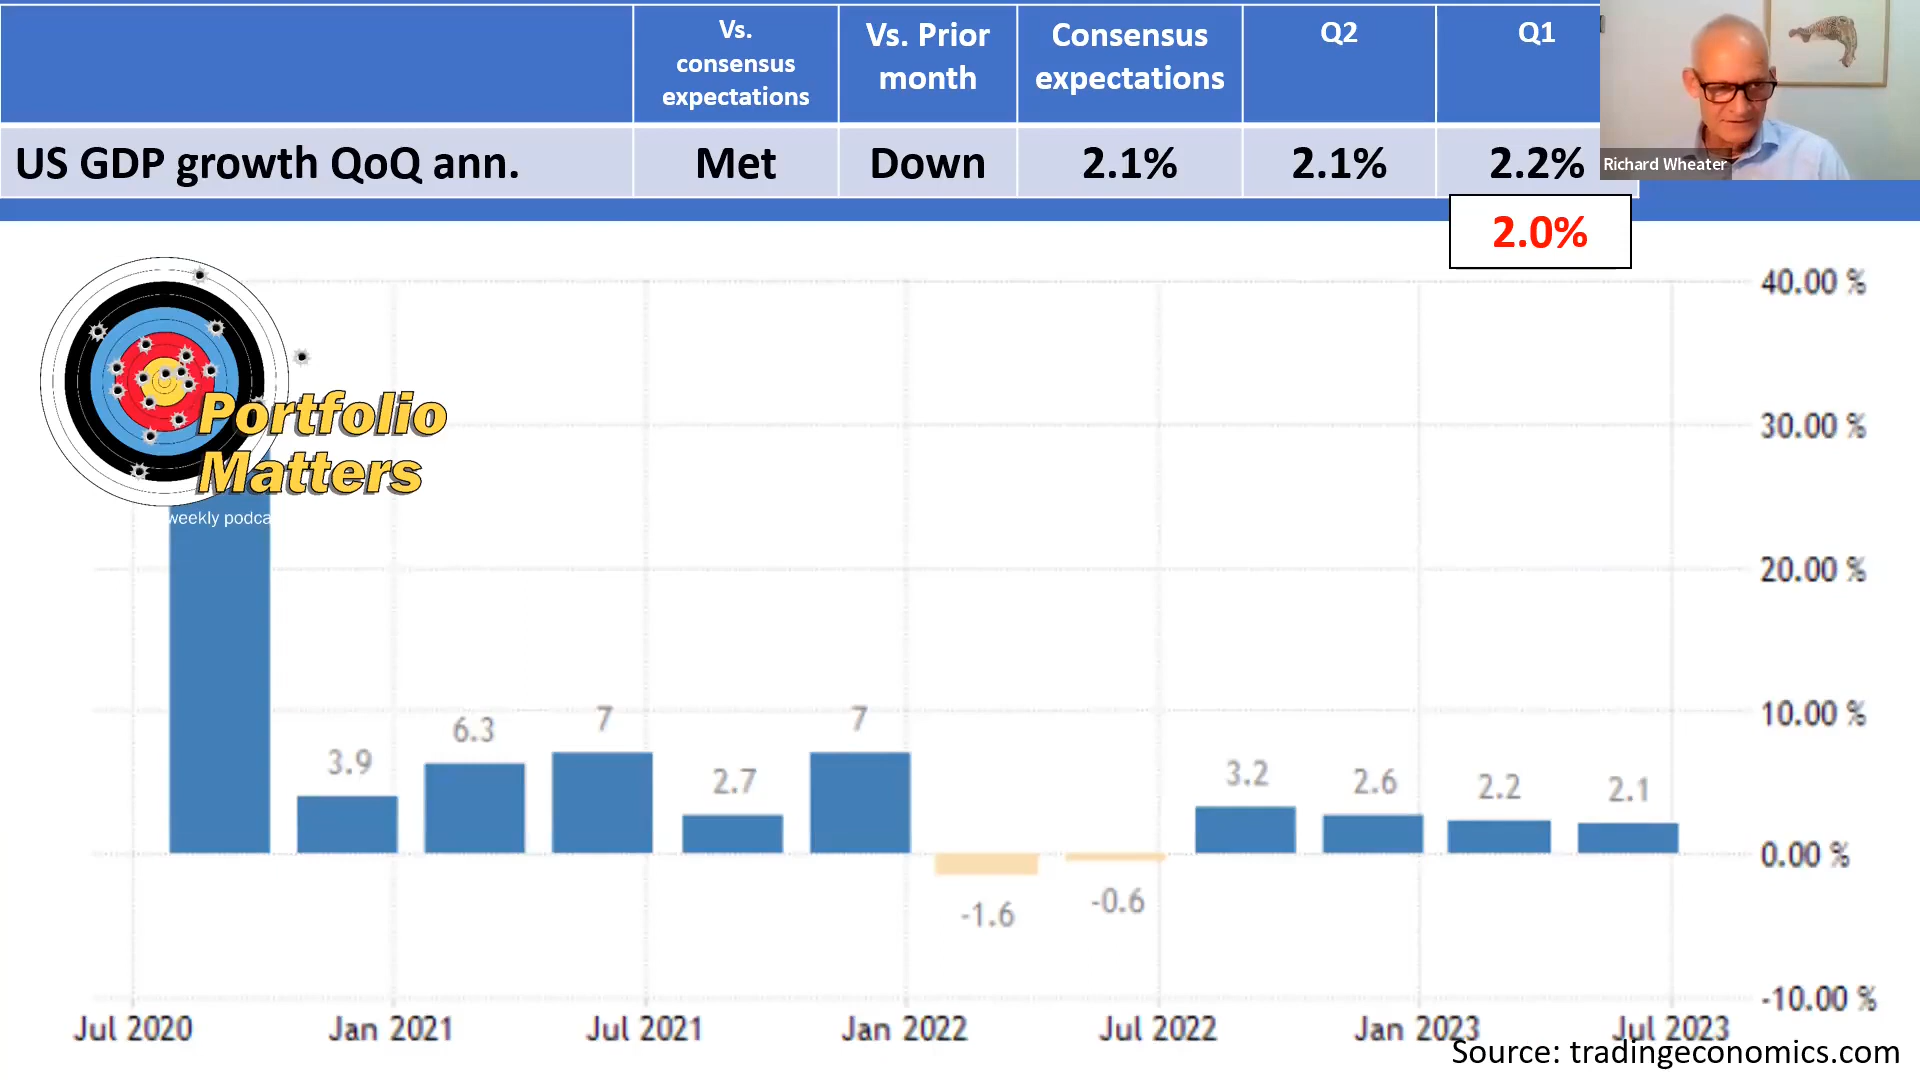 Vs.
consensus
expectations
Vs. Prior
month
Consensus
expectations
Q2
Q1
US GDP growth QoQ ann.
Met
Down
2.1%
2.1%
2.2%
Richard Wheater
2.0%
Portfolio
Matters
weekly
40.00 %
30.00 %
20.00 %
10.00 %
0.00 %
-10.00 %
3.9
6.3
7
2.7
7
-1.6
-0.6
3.2
2.6
2.2
2.1
Jul 2020
Jan 2021
Jul 2021
Jan 2022
Jul 2022
Jan 2023
Jul 2023
Source: tradingeconomics.com